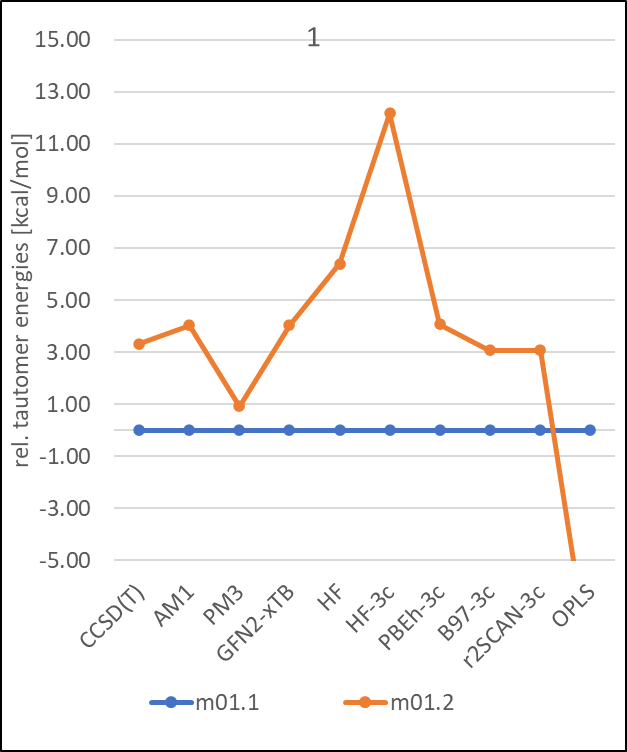 1
15.00
13.00
11.00
9.00
7.00
5.00
3.00
1.00
-1.00
-3.00
-5.00
rel. tautomer energies [kcal/mol]
CCSD(T)
AM1
PM3
GFN2-xTB
HF
HF-3c
PBEh-3c
B97-3c
r2SCAN-3c
OPLS
m01.1
m01.2